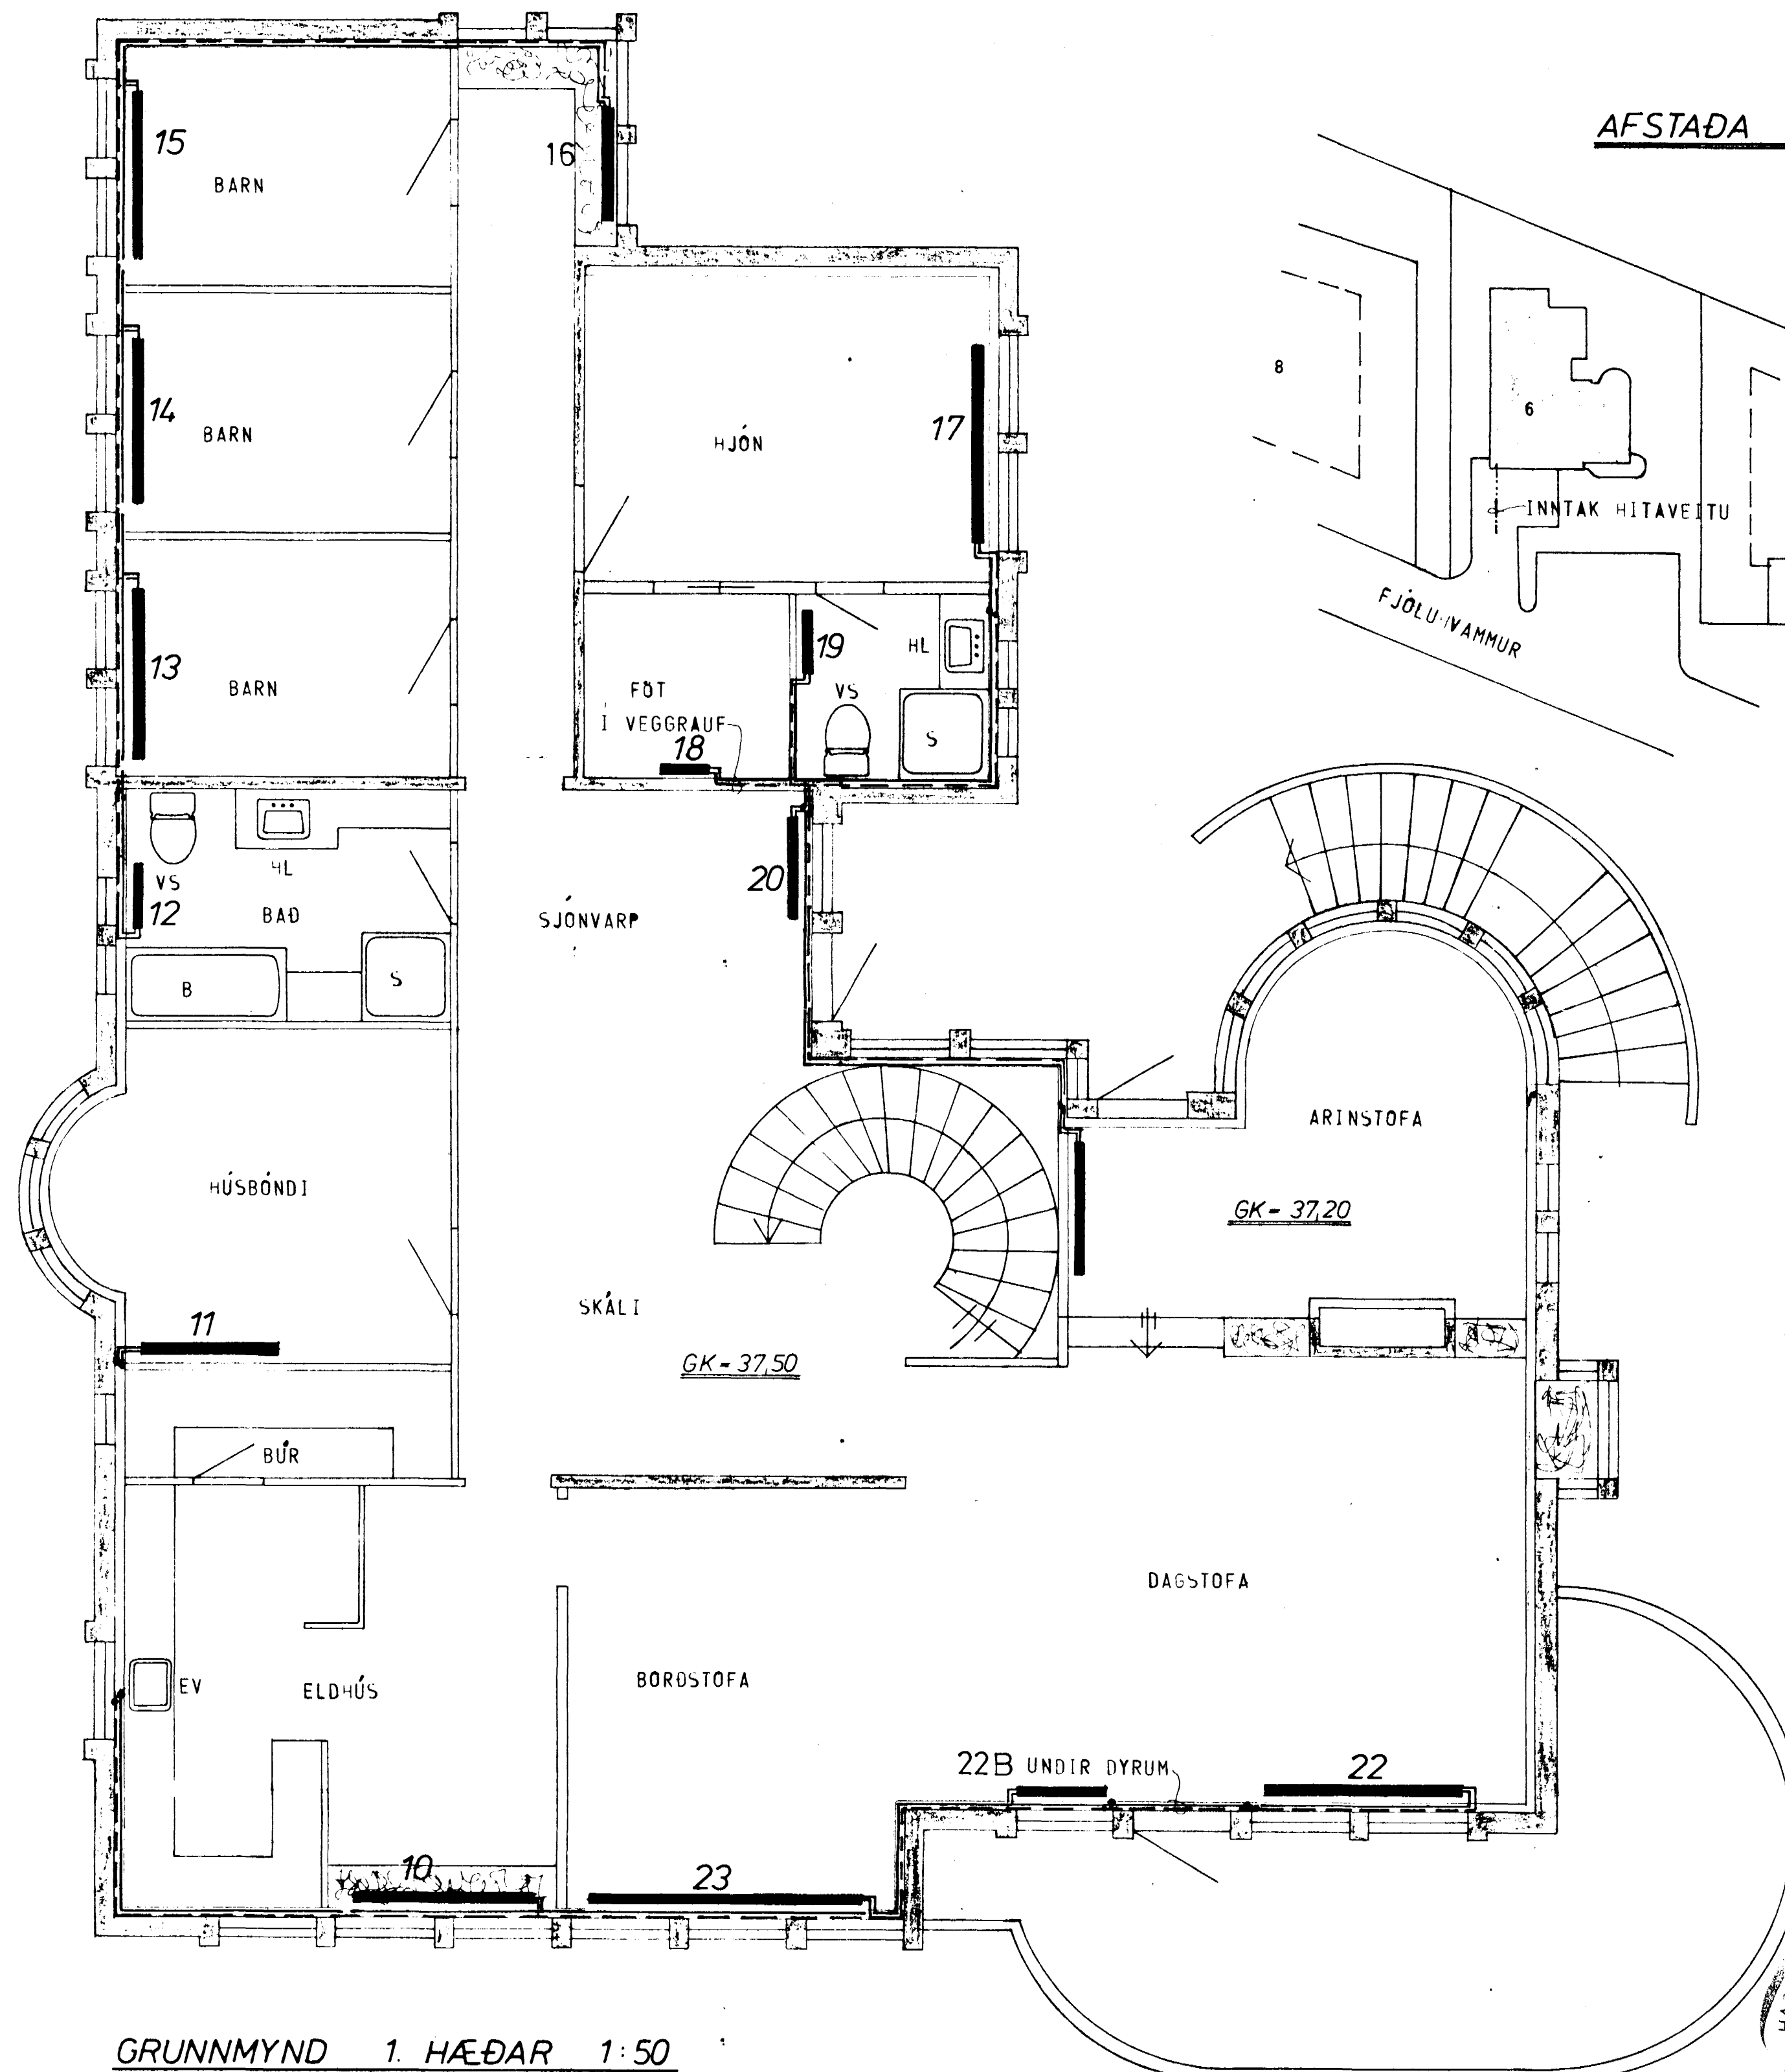 AFSTAÐA
15
BARN
16
8
6
14
BARN
HJÓN
17
INNTAK HITAVEITU
13
BARN
FÖT
Í VEGGRAUF
18
19
HL
VS
S
VS
HL
12
BAÐ
SJÓNVARP
20
B
S
ARINSTOFA
HÚSBÓNDI
GK = 37,20
SKÁLI
11
GK = 37,50
BÚR
DAGSTOFA
EV
ELDHÚS
BORÐSTOFA
22B UNDIR DYRUM
22
10
23
GRUNNMYND 1. HÆÐAR 1:50